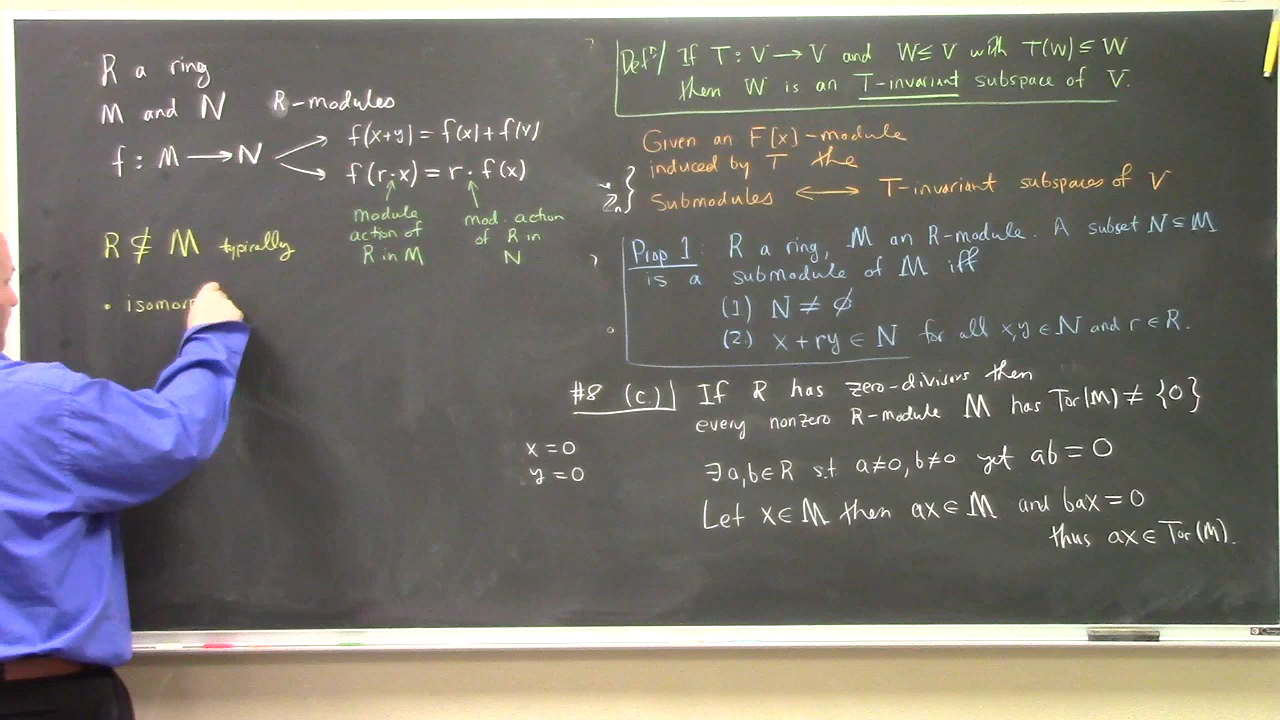 R a ring
M and N R-modules
f : M → N
f(x+y) = f(x) + f(y)
f(r·x) = r · f(x)
module
action of
R in M
mod. action
of R in
N
R ⊄ M typically
• isomor
Defⁿ/ If T : V → V and W ≤ V with T(W) ⊆ W
then W is an T-invariant subspace of V.
Given an F[x]-module
induced by T the
Submodules ⟷ T-invariant subspaces of V
Prop 1 : R a ring, M an R-module. A subset N ⊆ M
is a submodule of M iff
(1) N ≠ ∅
(2) x + ry ∈ N for all x,y ∈ N and r ∈ R.
#8 (c.) If R has zero-divisors then
every nonzero R-module M has Tor(M) ≠ {0}
x = 0
y = 0
∃ a,b ∈ R s.t a≠0, b≠0 yet ab = 0
Let x ∈ M then ax ∈ M and bax = 0
thus ax ∈ Tor(M).